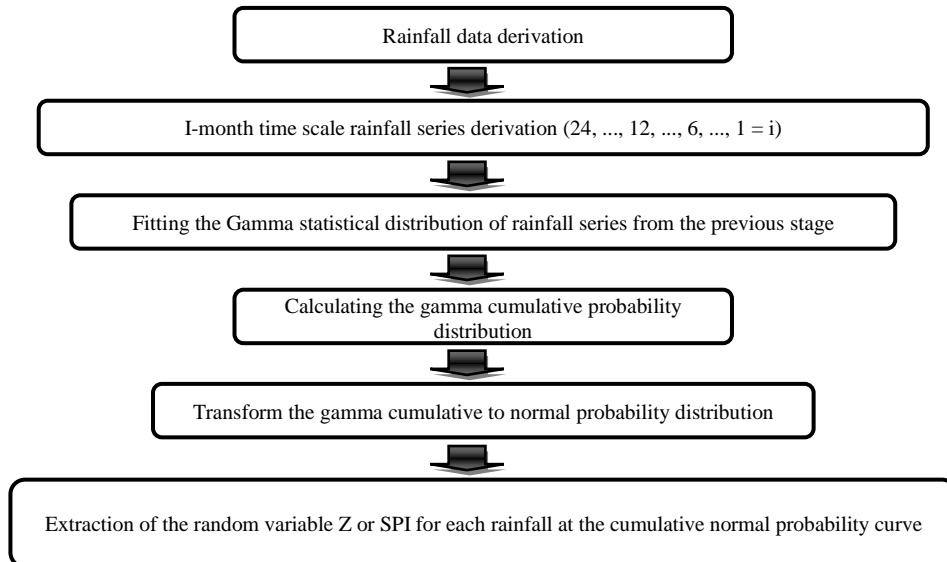 Rainfall data derivation
I-month time scale rainfall series derivation (24, ..., 12, ..., 6, ..., 1 = i)
Fitting the Gamma statistical distribution of rainfall series from the previous stage
Calculating the gamma cumulative probability
distribution
Transform the gamma cumulative to normal probability distribution
Extraction of the random variable Z or SPI for each rainfall at the cumulative normal probability curve